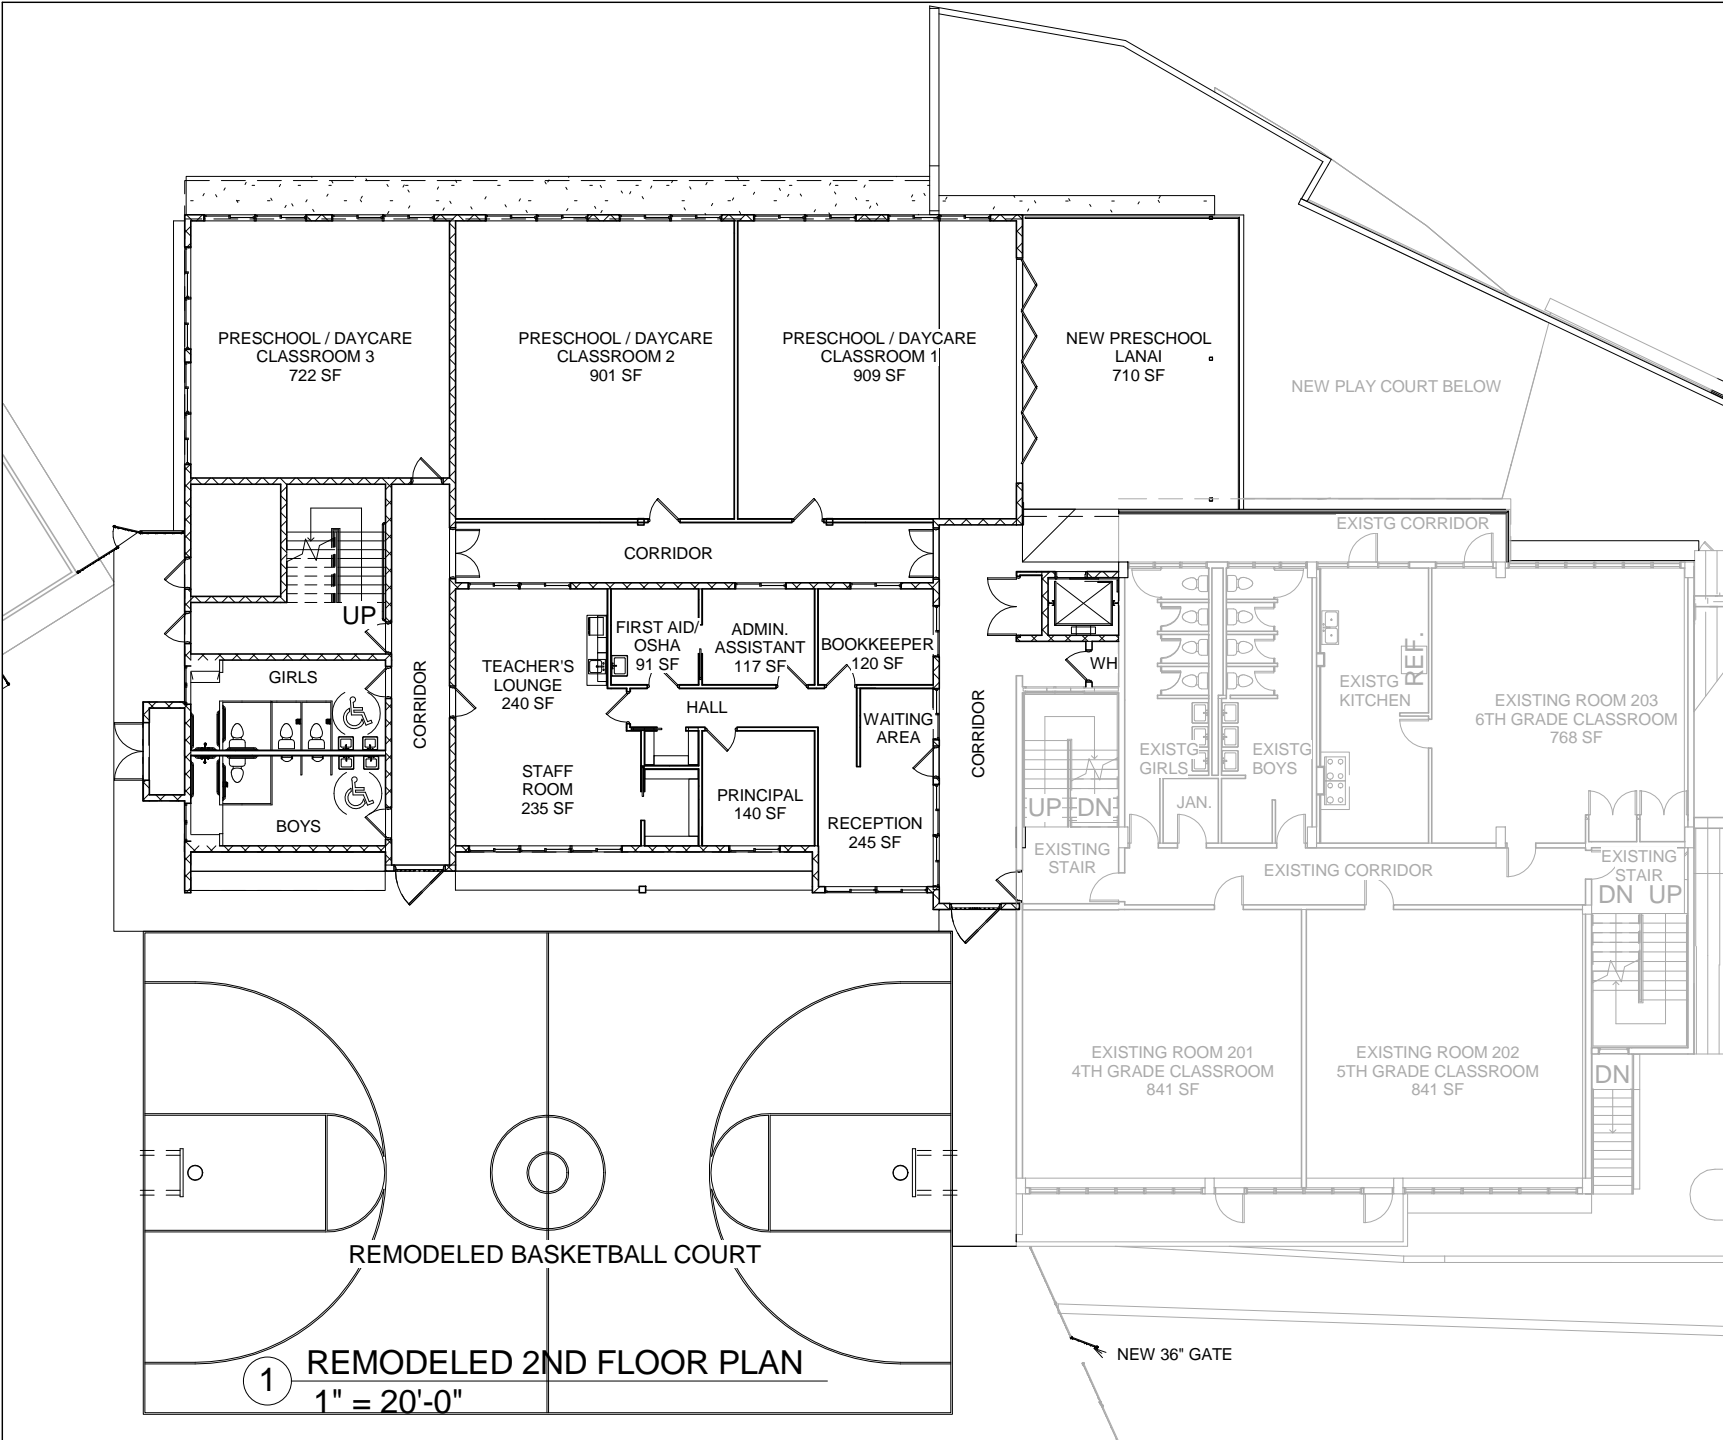 PRESCHOOL / DAYCARE
CLASSROOM 3
722 SF
PRESCHOOL / DAYCARE
CLASSROOM 2
901 SF
PRESCHOOL / DAYCARE
CLASSROOM 1
909 SF
NEW PRESCHOOL
LANAI
710 SF
NEW PLAY COURT BELOW
EXISTG CORRIDOR
CORRIDOR
UP
GIRLS
BOYS
CORRIDOR
TEACHER'S
LOUNGE
240 SF
STAFF
ROOM
235 SF
FIRST AID/
OSHA
91 SF
ADMIN.
ASSISTANT
117 SF
BOOKKEEPER
120 SF
HALL
WAITING
AREA
PRINCIPAL
140 SF
RECEPTION
245 SF
CORRIDOR
WH
UP
DN
EXISTING
STAIR
EXISTG
GIRLS
EXISTG
BOYS
JAN.
EXISTG
KITCHEN
REF.
EXISTING ROOM 203
6TH GRADE CLASSROOM
768 SF
EXISTING CORRIDOR
EXISTING
STAIR
DN UP
EXISTING ROOM 201
4TH GRADE CLASSROOM
841 SF
EXISTING ROOM 202
5TH GRADE CLASSROOM
841 SF
DN
REMODELED BASKETBALL COURT
1
REMODELED 2ND FLOOR PLAN
1" = 20'-0"
NEW 36" GATE